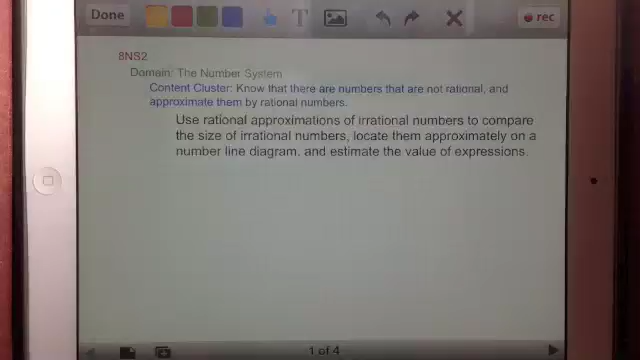 Done
T
rec
8NS2
Domain: The Number System
Content Cluster: Know that there are numbers that are not rational, and
approximate them by rational numbers.
Use rational approximations of irrational numbers to compare
the size of irrational numbers, locate them approximately on a
number line diagram, and estimate the value of expressions.
1 of 4